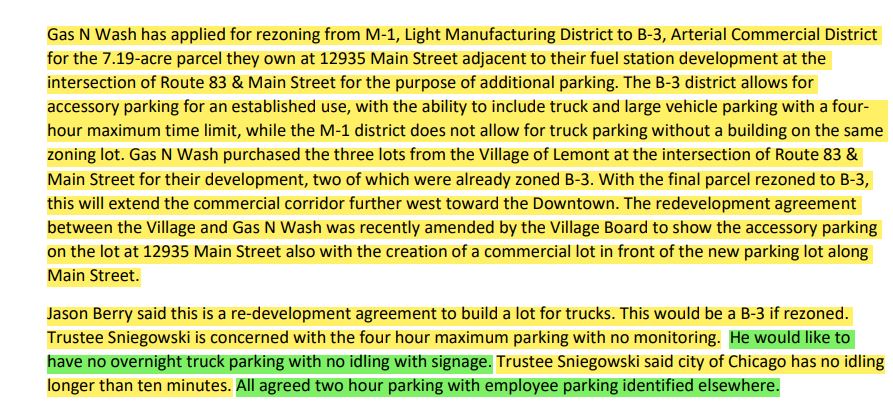 Gas N Wash has applied for rezoning from M-1, Light Manufacturing District to B-3, Arterial Commercial District
for the 7.19-acre parcel they own at 12935 Main Street adjacent to their fuel station development at the
intersection of Route 83 & Main Street for the purpose of additional parking. The B-3 district allows for
accessory parking for an established use, with the ability to include truck and large vehicle parking with a four-
hour maximum time limit, while the M-1 district does not allow for truck parking without a building on the same
zoning lot. Gas N Wash purchased the three lots from the Village of Lemont at the intersection of Route 83 &
Main Street for their development, two of which were already zoned B-3. With the final parcel rezoned to B-3,
this will extend the commercial corridor further west toward the Downtown. The redevelopment agreement
between the Village and Gas N Wash was recently amended by the Village Board to show the accessory parking
on the lot at 12935 Main Street also with the creation of a commercial lot in front of the new parking lot along
Main Street.
Jason Berry said this is a re-development agreement to build a lot for trucks. This would be a B-3 if rezoned.
Trustee Sniegowski is concerned with the four hour maximum parking with no monitoring. He would like to
have no overnight truck parking with no idling with signage. Trustee Sniegowski said city of Chicago has no idling
longer than ten minutes. All agreed two hour parking with employee parking identified elsewhere.